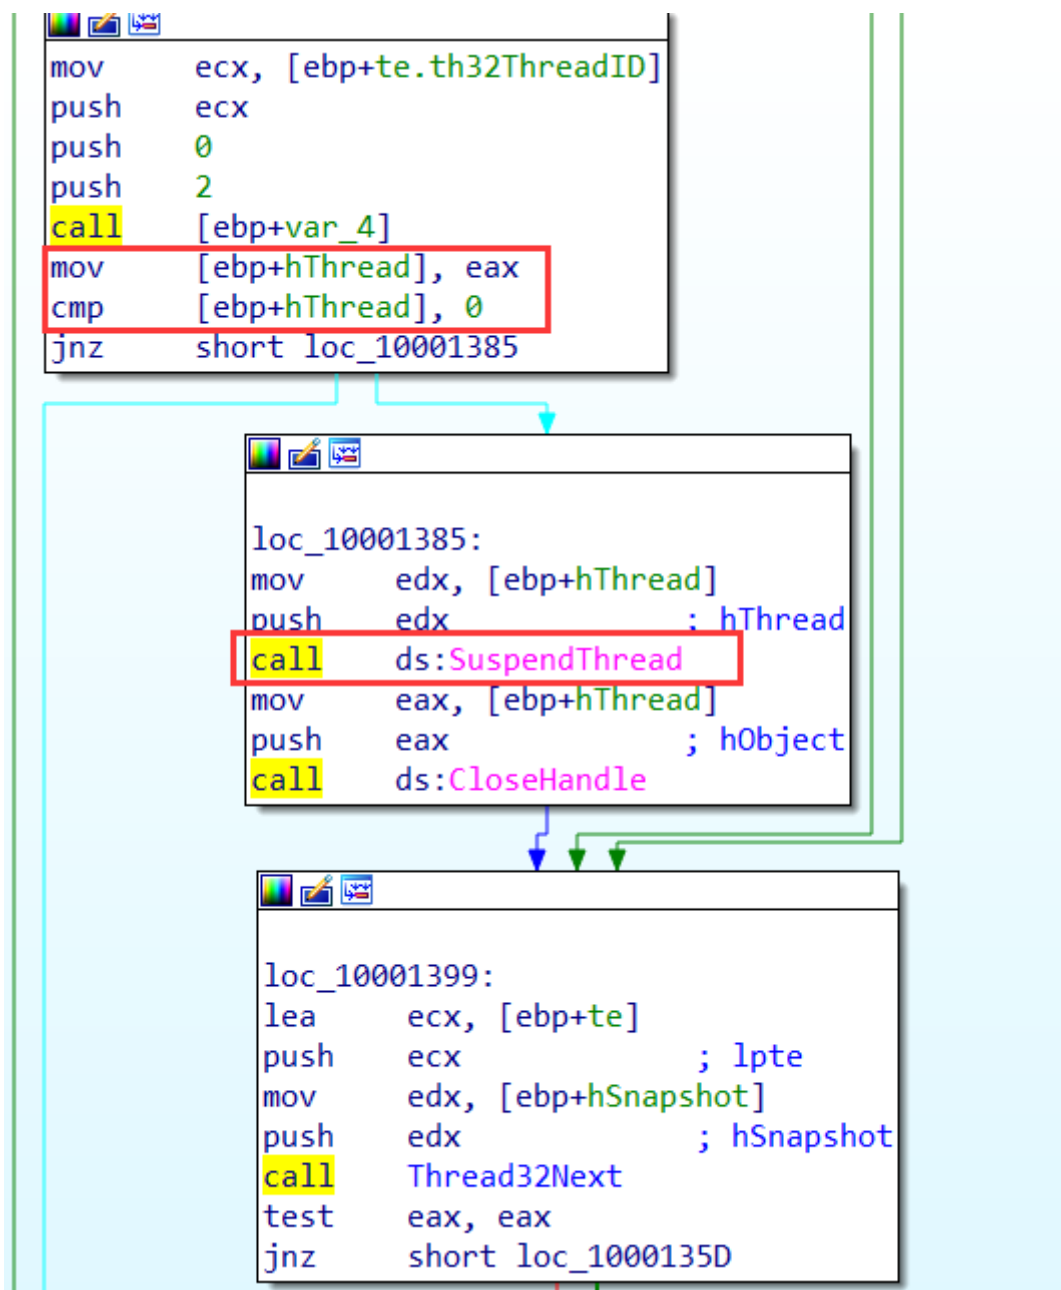 mov ecx, [ebp+te.th32ThreadID]
push ecx
push 0
push 2
call [ebp+var_4]
mov [ebp+hThread], eax
cmp [ebp+hThread], 0
jnz short loc_10001385
loc_10001385:
mov edx, [ebp+hThread]
push edx ; hThread
call ds:SuspendThread
mov eax, [ebp+hThread]
push eax ; hObject
call ds:CloseHandle
loc_10001399:
lea ecx, [ebp+te]
push ecx ; lpte
mov edx, [ebp+hSnapshot]
push edx ; hSnapshot
call Thread32Next
test eax, eax
jnz short loc_1000135D